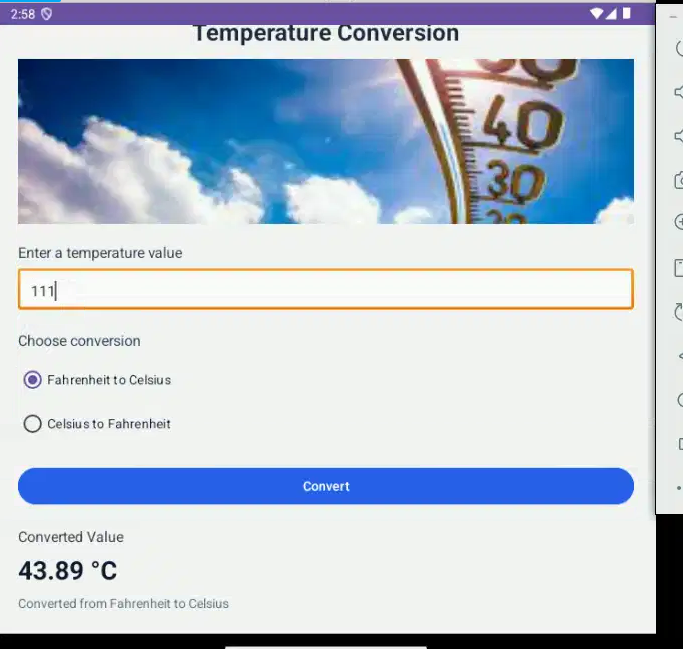 2:58
Temperature Conversion
40
30
Enter a temperature value
111
Choose conversion
Fahrenheit to Celsius
Celsius to Fahrenheit
Convert
Converted Value
43.89 °C
Converted from Fahrenheit to Celsius